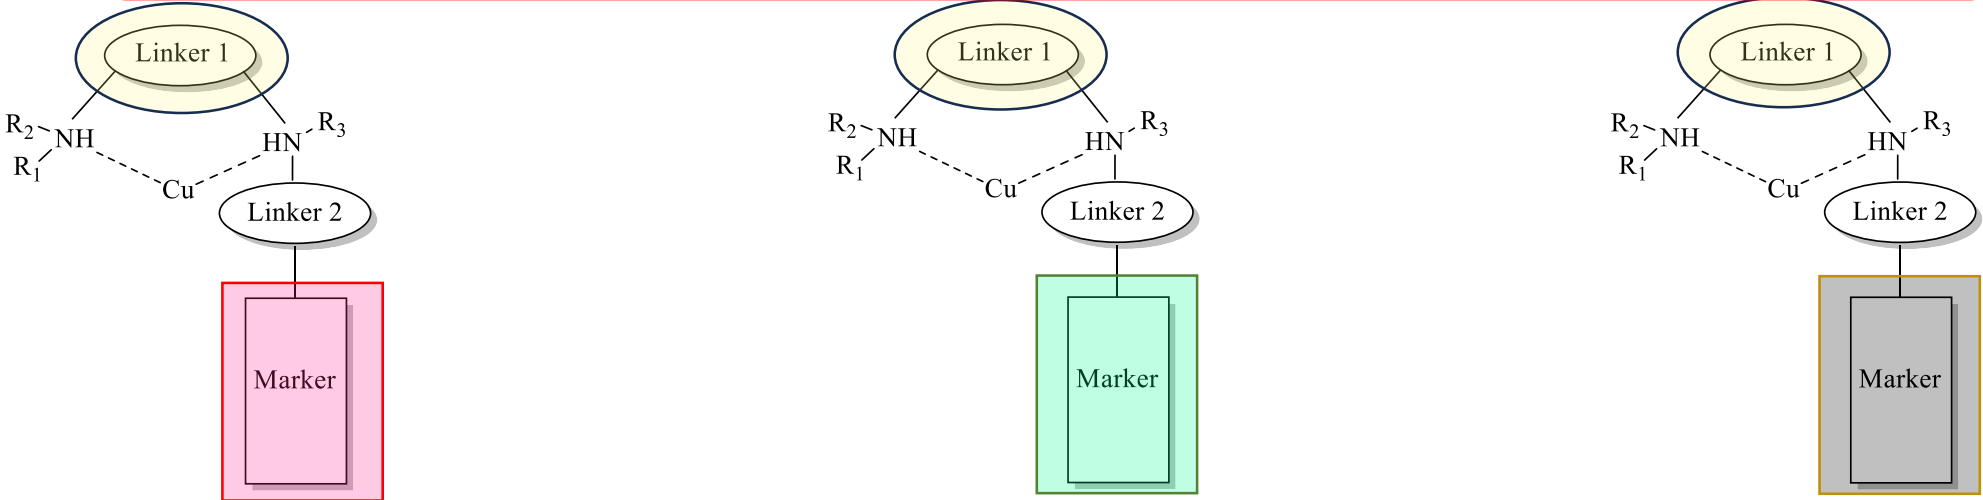 Linker 1
R2
NH
R1
HN
R3
Cu
Linker 2
Marker
Linker 1
R2
NH
R1
HN
R3
Cu
Linker 2
Marker
Linker 1
R2
NH
R1
HN
R3
Cu
Linker 2
Marker